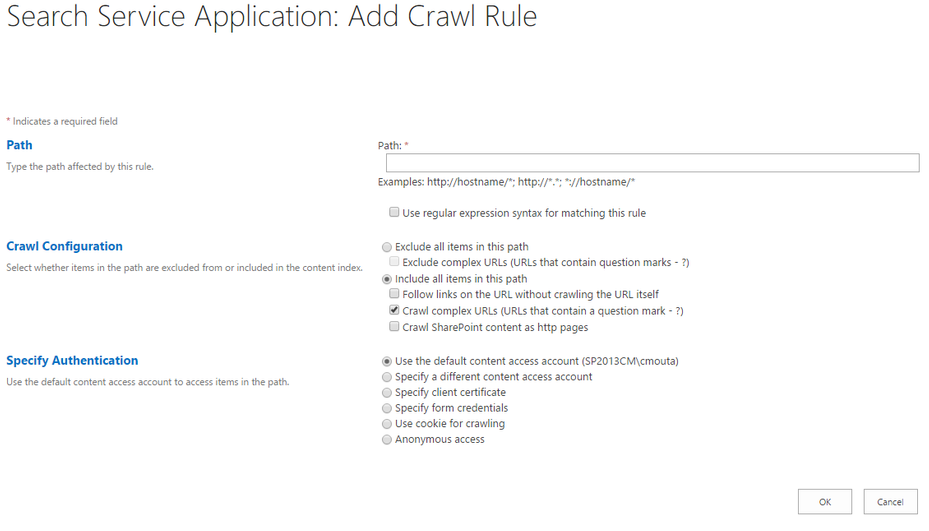 Search Service Application: Add Crawl Rule
* Indicates a required field
Path
Type the path affected by this rule.
Path: *
Examples: http://hostname/*; http://*.*; *://hostname/*
Use regular expression syntax for matching this rule
Crawl Configuration
Select whether items in the path are excluded from or included in the content index.
Exclude all items in this path
Exclude complex URLs (URLs that contain question marks - ?)
Include all items in this path
Follow links on the URL without crawling the URL itself
Crawl complex URLs (URLs that contain a question mark - ?)
Crawl SharePoint content as http pages
Specify Authentication
Use the default content access account to access items in the path.
Use the default content access account (SP2013CM\cmouta)
Specify a different content access account
Specify client certificate
Specify form credentials
Use cookie for crawling
Anonymous access
OK
Cancel